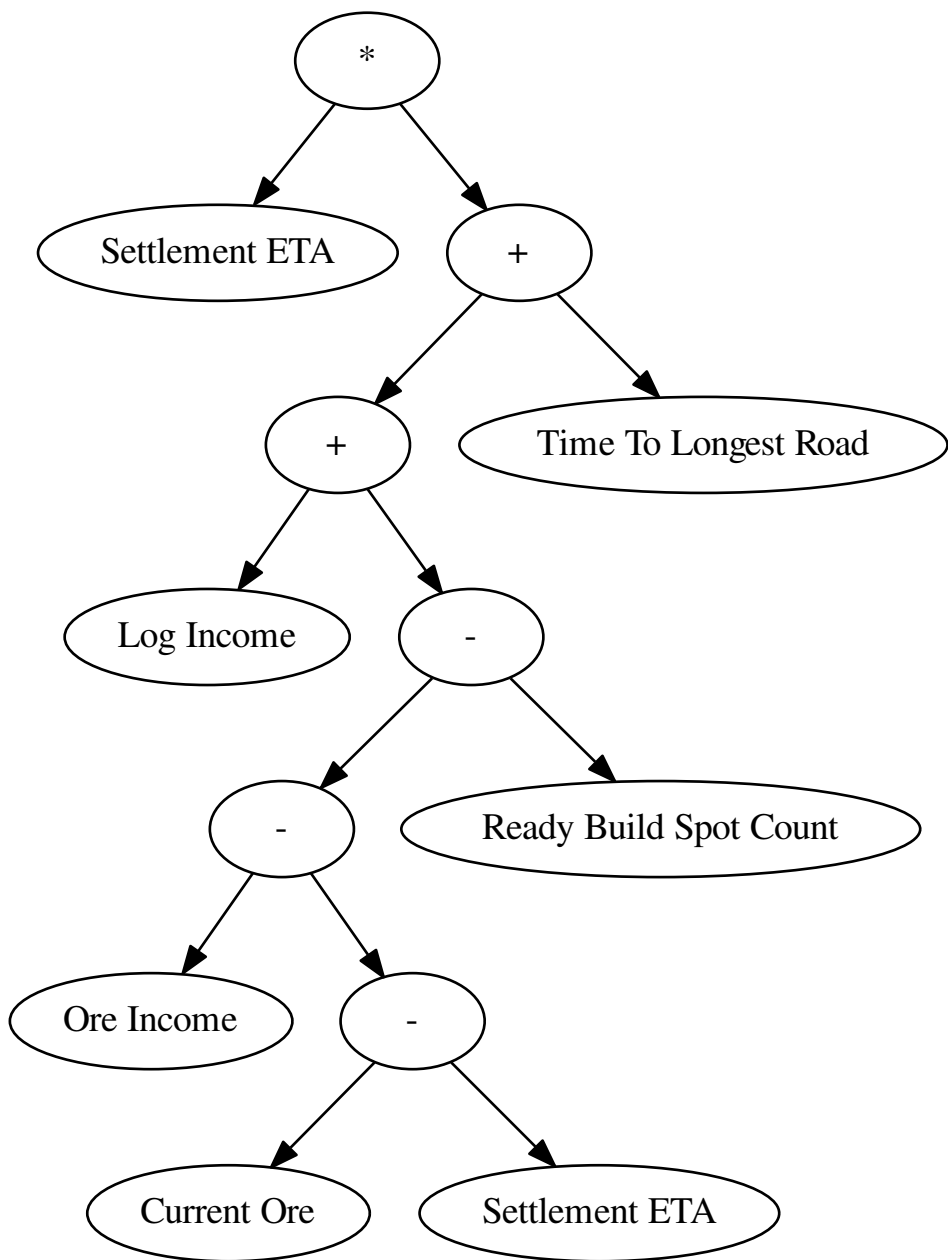 *
Settlement ETA
+
+
Time To Longest Road
Log Income
-
-
Ready Build Spot Count
Ore Income
-
Current Ore
Settlement ETA